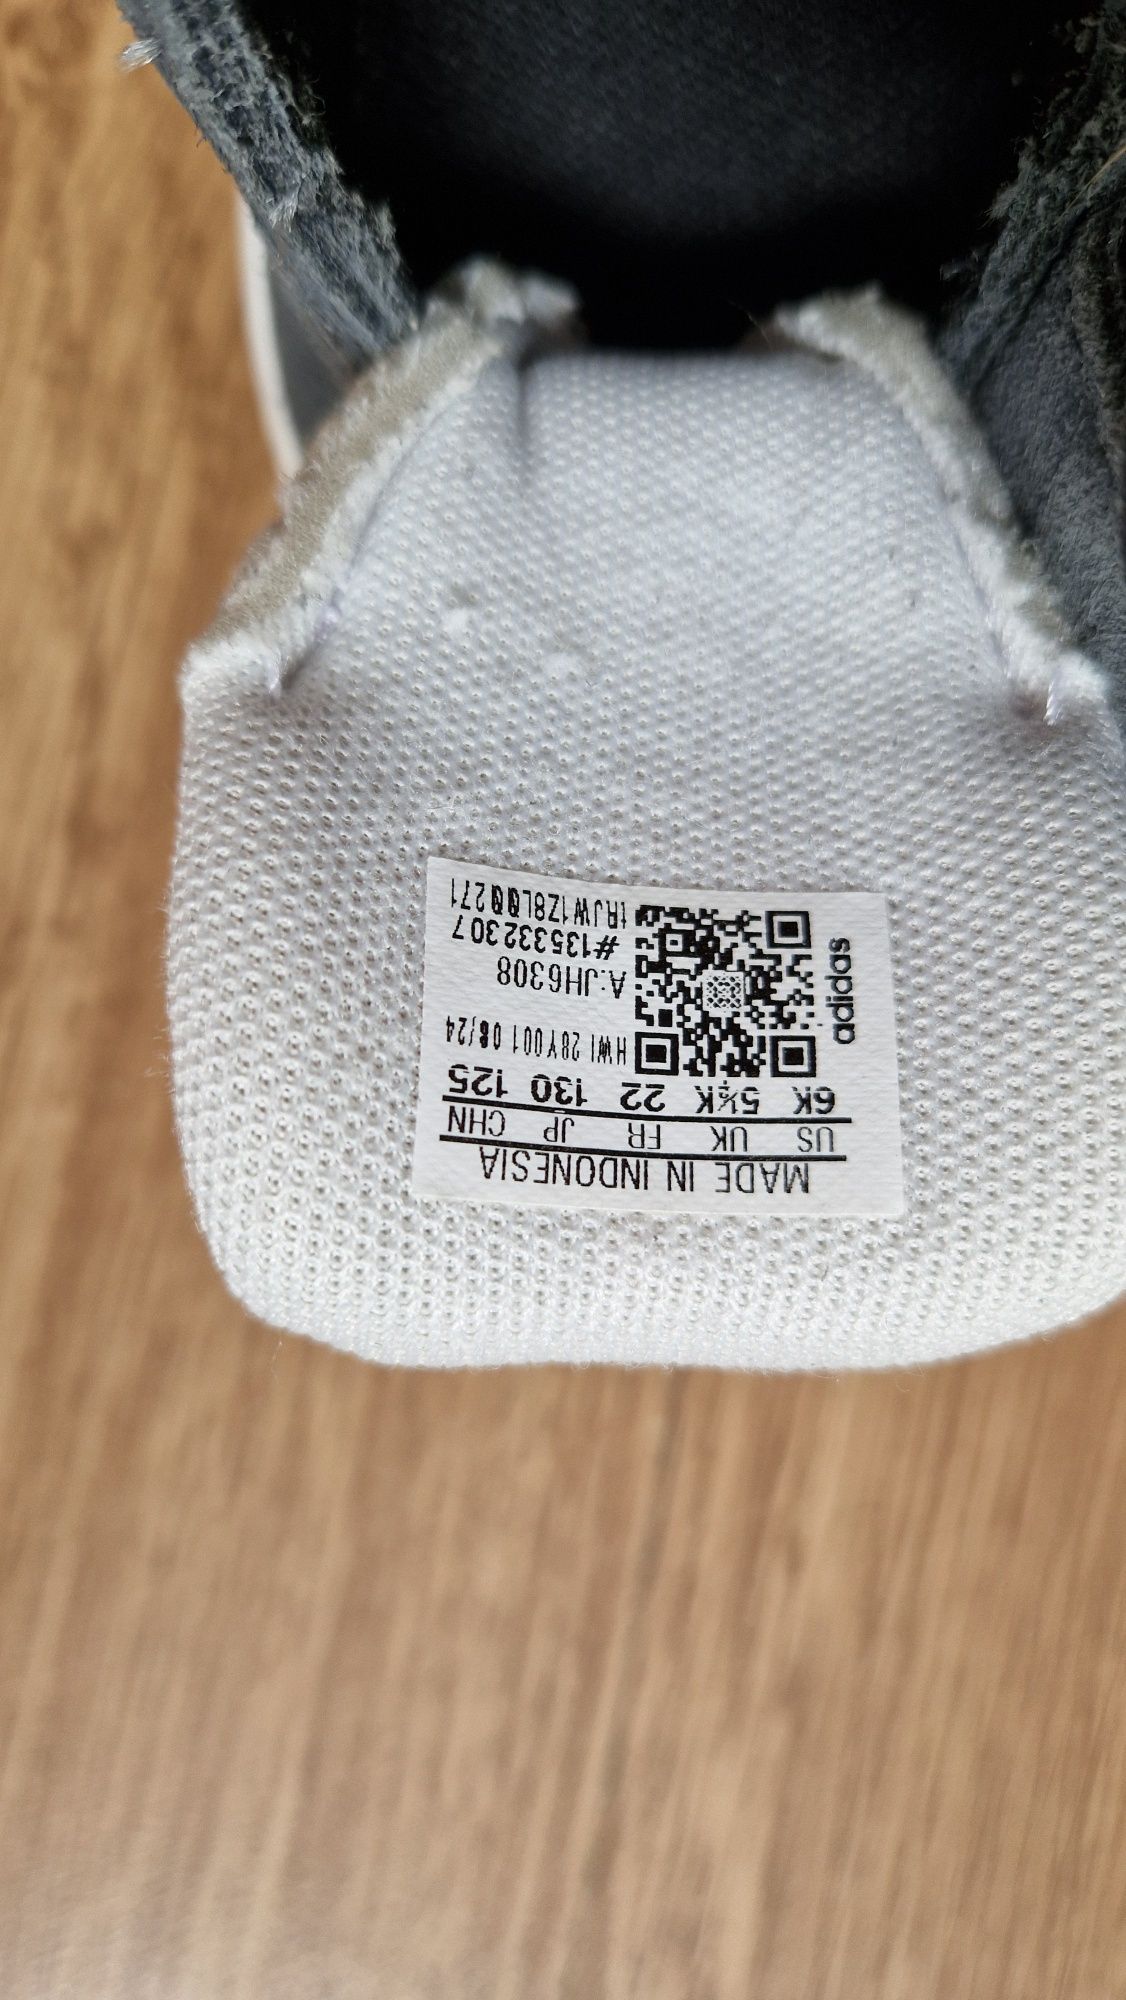 MADE IN INDONESIA
US UK FR JP CHN
6K 5½K 22 130 125
HWI 28Y001 08/24
A:JH6308
#135332307
tRJW1Z8L00271
adidas